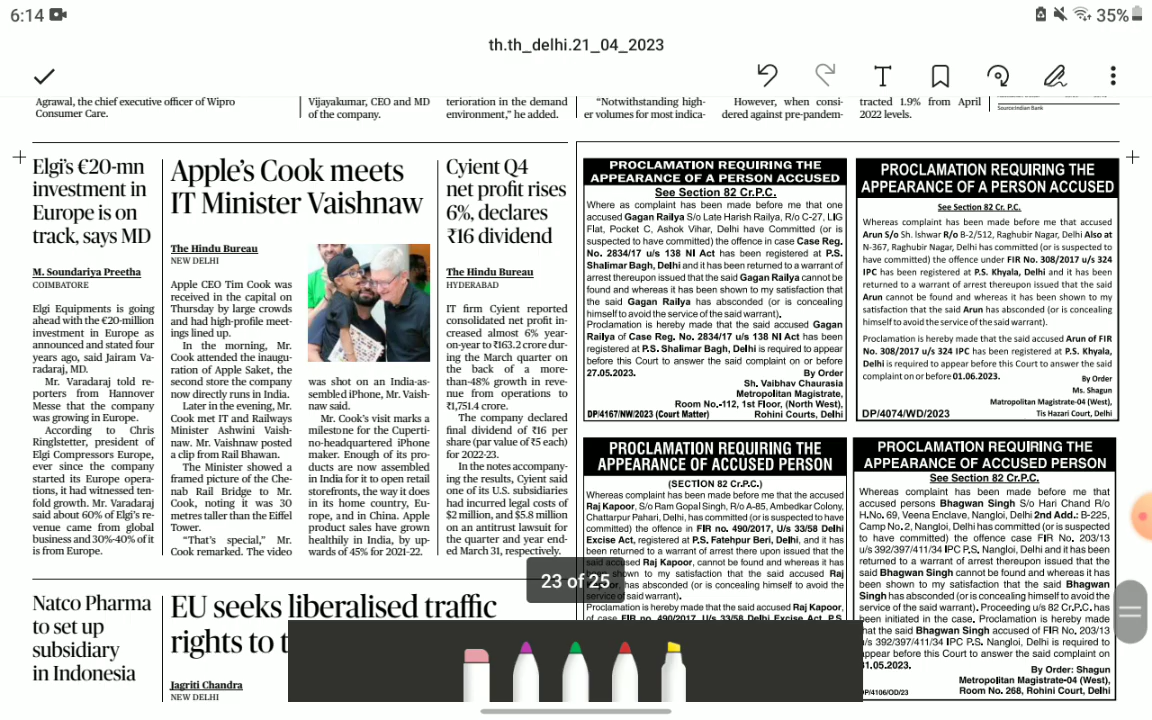 6:14
35%
th.th_delhi.21_04_2023
Agrawal, the chief executive officer of Wipro
Consumer Care.
Vijayakumar, CEO and MD
of the company.
terioration in the demand
environment,” he added.
“Notwithstanding high-
er volumes for most indica-
However, when consi-
dered against pre-pandem-
tracted 1.9% from April
2022 levels.
Source:Indian Bank
Elgi’s €20-mn
investment in
Europe is on
track, says MD
M. Soundariya Preetha
COIMBATORE
Elgi Equipments is going
ahead with the €20-million
investment in Europe as
announced and stated four
years ago, said Jairam Va-
radaraj, MD.
Mr. Varadaraj told re-
porters from Hannover
Messe that the company
was growing in Europe.
According to Chris
Ringlstetter, president of
Elgi Compressors Europe,
ever since the company
started its Europe opera-
tions, it had witnessed ten-
fold growth. Mr. Varadaraj
said about 60% of Elgi’s re-
venue came from global
business and 30%-40% of it
is from Europe.
Apple’s Cook meets
IT Minister Vaishnaw
The Hindu Bureau
NEW DELHI
Apple CEO Tim Cook was
received in the capital on
Thursday by large crowds
and had high-profile meet-
ings lined up.
In the morning, Mr.
Cook attended the inaugu-
ration of Apple Saket, the
second store the company
now directly runs in India.
Later in the evening, Mr.
Cook met IT and Railways
Minister Ashwini Vaish-
naw. Mr. Vaishnaw posted
a clip from Rail Bhawan.
The Minister showed a
framed picture of the Che-
nab Rail Bridge to Mr.
Cook, noting it was 30
metres taller than the Eiffel
Tower.
“That’s special,” Mr.
Cook remarked. The video
was shot on an India-as-
sembled iPhone, Mr. Vaish-
naw said.
Mr. Cook’s visit marks a
milestone for the Cuperti-
no-headquartered iPhone
maker. Enough of its pro-
ducts are now assembled
in India for it to open retail
storefronts, the way it does
in its home country, Eu-
rope, and in China. Apple
product sales have grown
healthily in India, by up-
wards of 45% for 2021-22.
Cyient Q4
net profit rises
6%, declares
₹16 dividend
The Hindu Bureau
HYDERABAD
IT firm Cyient reported
consolidated net profit in-
creased almost 6% year-
on-year to ₹163.2 crore du-
ring the March quarter on
the back of a more-
than-48% growth in reve-
nue from operations to
₹1,751.4 crore.
The company declared
final dividend of ₹16 per
share (par value of ₹5 each)
for 2022-23.
In the notes accompany-
ing the results, Cyient said
one of its U.S. subsidiaries
had incurred legal costs of
$2 million, and $5.8 million
on an antitrust lawsuit for
the quarter and year end-
ed March 31, respectively.
PROCLAMATION REQUIRING THE
APPEARANCE OF A PERSON ACCUSED
See Section 82 Cr.P.C.
Where as complaint has been made before me that one
accused Gagan Railya S/o Late Harish Railya, R/o C-27, LIG
Flat, Pocket C, Ashok Vihar, Delhi have Committed (or is
suspected to have committed) the offence in case Case Reg.
No. 2834/17 u/s 138 NI Act has been registered at P.S.
Shalimar Bagh, Delhi and it has been returned to a warrant of
arrest thereupon issued that the said Gagan Railya cannot be
found and whereas it has been shown to my satisfaction that
the said Gagan Railya has absconded (or is concealing
himself to avoid the service of the said warrant).
Proclamation is hereby made that the said accused Gagan
Railya of Case Reg. No. 2834/17 u/s 138 NI Act has been
registered at P.S. Shalimar Bagh, Delhi is required to appear
before this Court to answer the said complaint on or before
27.05.2023.
By Order
Sh. Vaibhav Chaurasia
Metropolitan Magistrate,
Room No.-112, 1st Floor, (North West),
DP/4167/NW/2023 (Court Matter) Rohini Courts, Delhi
PROCLAMATION REQUIRING THE
APPEARANCE OF A PERSON ACCUSED
See Section 82 Cr. P.C.
Whereas complaint has been made before me that accused
Arun S/o Sh. Ishwar R/o B-2/512, Raghubir Nagar, Delhi Also at
N-367, Raghubir Nagar, Delhi has committed (or is suspected to
have committed) the offence under FIR No. 308/2017 u/s 324
IPC has been registered at P.S. Khyala, Delhi and it has been
returned to a warrant of arrest thereupon issued that the said
Arun cannot be found and whereas it has been shown to my
satisfaction that the said Arun has absconded (or is concealing
himself to avoid the service of the said warrant).
Proclamation is hereby made that the said accused Arun of FIR
No. 308/2017 u/s 324 IPC has been registered at P.S. Khyala,
Delhi is required to appear before this Court to answer the said
complaint on or before 01.06.2023.
By Order
Ms. Shagun
Matropolitan Magistrate-04 (West),
DP/4074/WD/2023 Tis Hazari Court, Delhi
PROCLAMATION REQUIRING THE
APPEARANCE OF ACCUSED PERSON
(SECTION 82 Cr.P.C.)
Whereas complaint has been made before me that the accused
Raj Kapoor, S/o Ram Gopal Singh, R/o A-85, Ambedkar Colony,
Chattarpur Pahari, Delhi, has committed (or is suspected to have
committed) the offence in FIR no. 490/2017, U/s 33/58 Delhi
Excise Act, registered at P.S. Fatehpur Beri, Delhi, and it has
been returned to a warrant of arrest there upon issued that the
said accused Raj Kapoor, cannot be found and whereas it has
been shown to my satisfaction that the accused Raj
has absconded (or is concealing himself to avoid the
service of said warrant).
Proclamation is hereby made that the said accused Raj Kapoor,
of case FIR no. 490/2017, U/s 33/58 Delhi Excise Act, P.S.
PROCLAMATION REQUIRING THE
APPEARANCE OF ACCUSED PERSON
See Section 82 Cr.P.C.
Whereas complaint has been made before me that
accused persons Bhagwan Singh S/o Hari Chand R/o
H.No. 69, Veena Enclave, Nangloi, Delhi 2nd Add.: B-225,
Camp No. 2, Nangloi, Delhi has committed (or is suspected
to have committed) the offence case FIR No. 203/13
u/s 392/397/411/34 IPC P.S. Nangloi, Delhi and it has been
returned to a warrant of arrest thereupon issued that the
said Bhagwan Singh cannot be found and whereas it has
been shown to my satisfaction that the said Bhagwan
Singh has absconded (or is concealing himself to avoid the
service of the said warrant). Proceeding u/s 82 Cr.P.C. has
been initiated in the case. Proclamation is hereby made
that the said Bhagwan Singh accused of FIR No. 203/13
u/s 392/397/411/34 IPC P.S. Nangloi, Delhi is required to
appear before this Court to answer the said complaint on
31.05.2023.
By Order: Shagun
Metropolitan Magistrate-04 (West),
DP/4106/OD/23 Room No. 268, Rohini Court, Delhi
23 of 25
Natco Pharma
to set up
subsidiary
in Indonesia
EU seeks liberalised traffic
rights to t
Jagriti Chandra
NEW DELHI